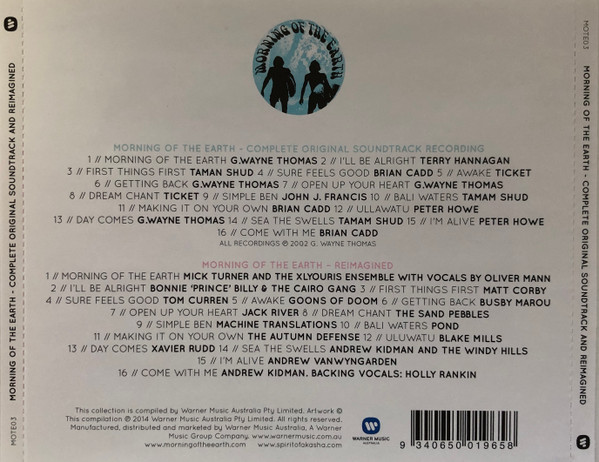 MORNING OF THE EARTH
MORNING OF THE EARTH - COMPLETE ORIGINAL SOUNDTRACK RECORDING
1 // MORNING OF THE EARTH G.WAYNE THOMAS 2 // I'LL BE ALRIGHT TERRY HANNAGAN
3 // FIRST THINGS FIRST TAMAN SHUD 4 // SURE FEELS GOOD BRIAN CADD 5 // AWAKE TICKET
6 // GETTING BACK G.WAYNE THOMAS 7 // OPEN UP YOUR HEART G.WAYNE THOMAS
8 // DREAM CHANT TICKET 9 // SIMPLE BEN JOHN J. FRANCIS 10 // BALI WATERS TAMAM SHUD
11 // MAKING IT ON YOUR OWN BRIAN CADD 12 // ULLAWATU PETER HOWE
13 // DAY COMES G.WAYNE THOMAS 14 // SEA THE SWELLS TAMAM SHUD 15 // I'M ALIVE PETER HOWE
16 // COME WITH ME BRIAN CADD
ALL RECORDINGS ℗ 2002 G. WAYNE THOMAS
MORNING OF THE EARTH - REIMAGINED
1 // MORNING OF THE EARTH MICK TURNER AND THE XLYOURIS ENSEMBLE WITH VOCALS BY OLIVER MANN
2 // I'LL BE ALRIGHT BONNIE 'PRINCE' BILLY & THE CAIRO GANG 3 // FIRST THINGS FIRST MATT CORBY
4 // SURE FEELS GOOD TOM CURREN 5 // AWAKE GOONS OF DOOM 6 // GETTING BACK BUSBY MAROU
7 // OPEN UP YOUR HEART JACK RIVER 8 // DREAM CHANT THE SAND PEBBLES
9 // SIMPLE BEN MACHINE TRANSLATIONS 10 // BALI WATERS POND
11 // MAKING IT ON YOUR OWN THE AUTUMN DEFENSE 12 // ULUWATU BLAKE MILLS
13 // DAY COMES XAVIER RUDD 14 // SEA THE SWELLS ANDREW KIDMAN AND THE WINDY HILLS
15 // I'M ALIVE ANDREW VANWYNGARDEN
16 // COME WITH ME ANDREW KIDMAN. BACKING VOCALS: HOLLY RANKIN
This collection is compiled by Warner Music Australia Pty Limited. Artwork ©
This compilation ℗ 2014 Warner Music Australia Pty Limited.
Manufactured, distributed and marketed by Warner Music Australia, A Warner
Music Group Company. www.warnermusic.com.au
www.morningoftheearth.com www.spiritofakasha.com
WARNER MUSIC
AUSTRALIA
9 340650 019658
MORNING OF THE EARTH - COMPLETE ORIGINAL SOUNDTRACK AND REIMAGINED
MOTE03
MOTE03
MORNING OF THE EARTH - COMPLETE ORIGINAL SOUNDTRACK AND REIMAGINED